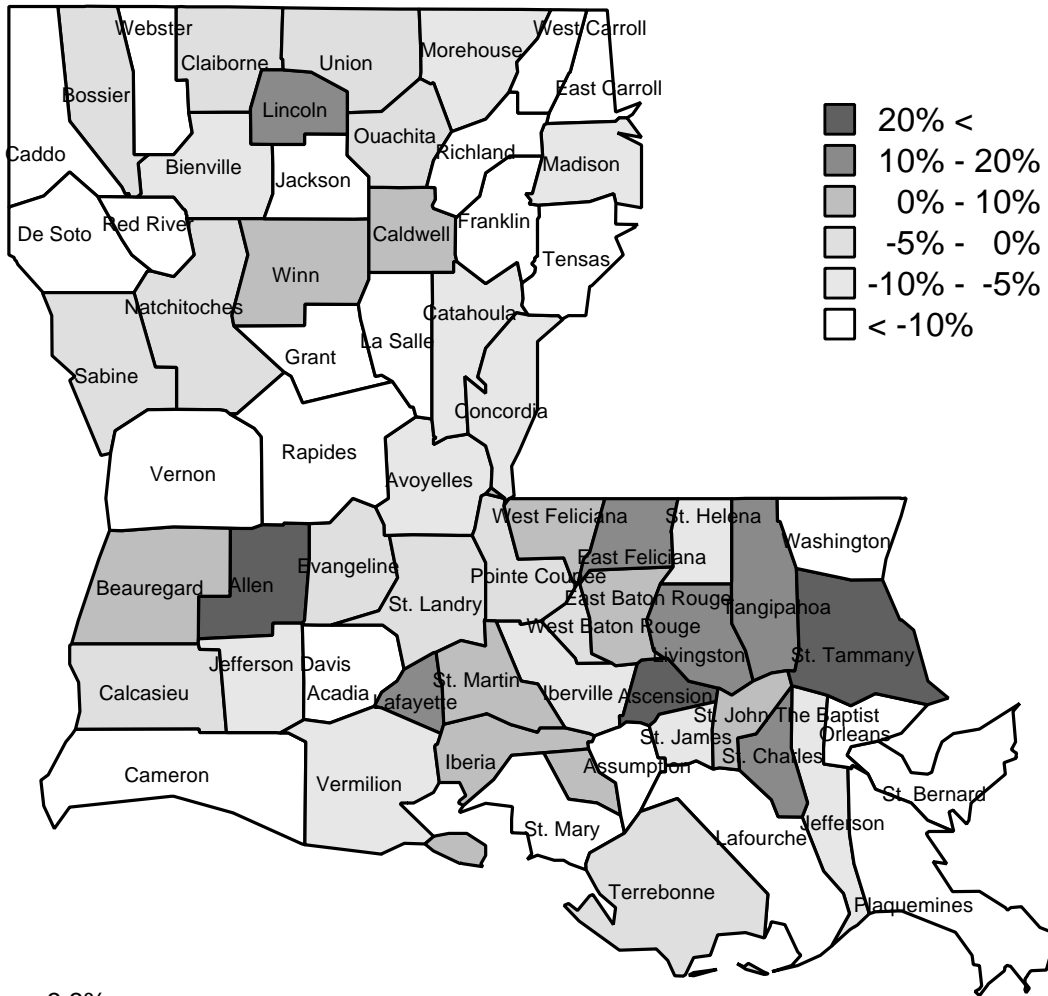 Webster
West Carroll
Morehouse
Claiborne
Union
East Carroll
Bossier
Lincoln
Ouachita
Caddo
Richland
Bienville
Madison
Jackson
Red River
Franklin
De Soto
Caldwell
Tensas
Winn
Natchitoches
Catahoula
La Salle
Grant
Sabine
Concordia
Rapides
Vernon
Avoyelles
20% <
10% - 20%
0% - 10%
-5% - 0%
-10% - -5%
< -10%
West Feliciana
St. Helena
Washington
East Feliciana
Evangeline
Pointe Coupee
Beauregard
Allen
East Baton Rouge
St. Landry
Tangipahoa
West Baton Rouge
Livingston
St. Tammany
Jefferson Davis
St. Martin
Calcasieu
Acadia
Iberville
Ascension
Lafayette
St. John The Baptist
Orleans
St. James
St. Charles
Iberia
Assumption
Cameron
Vermilion
St. Bernard
Jefferson
St. Mary
Lafourche
Terrebonne
Plaquemines